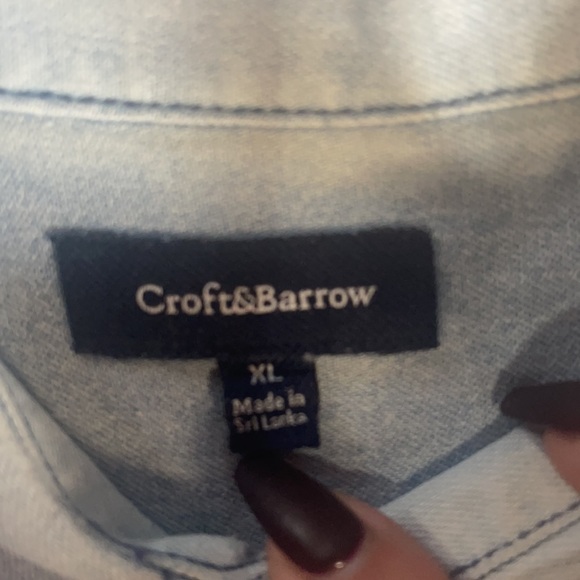 Croft&Barrow
XL
Made in
Sri Lanka